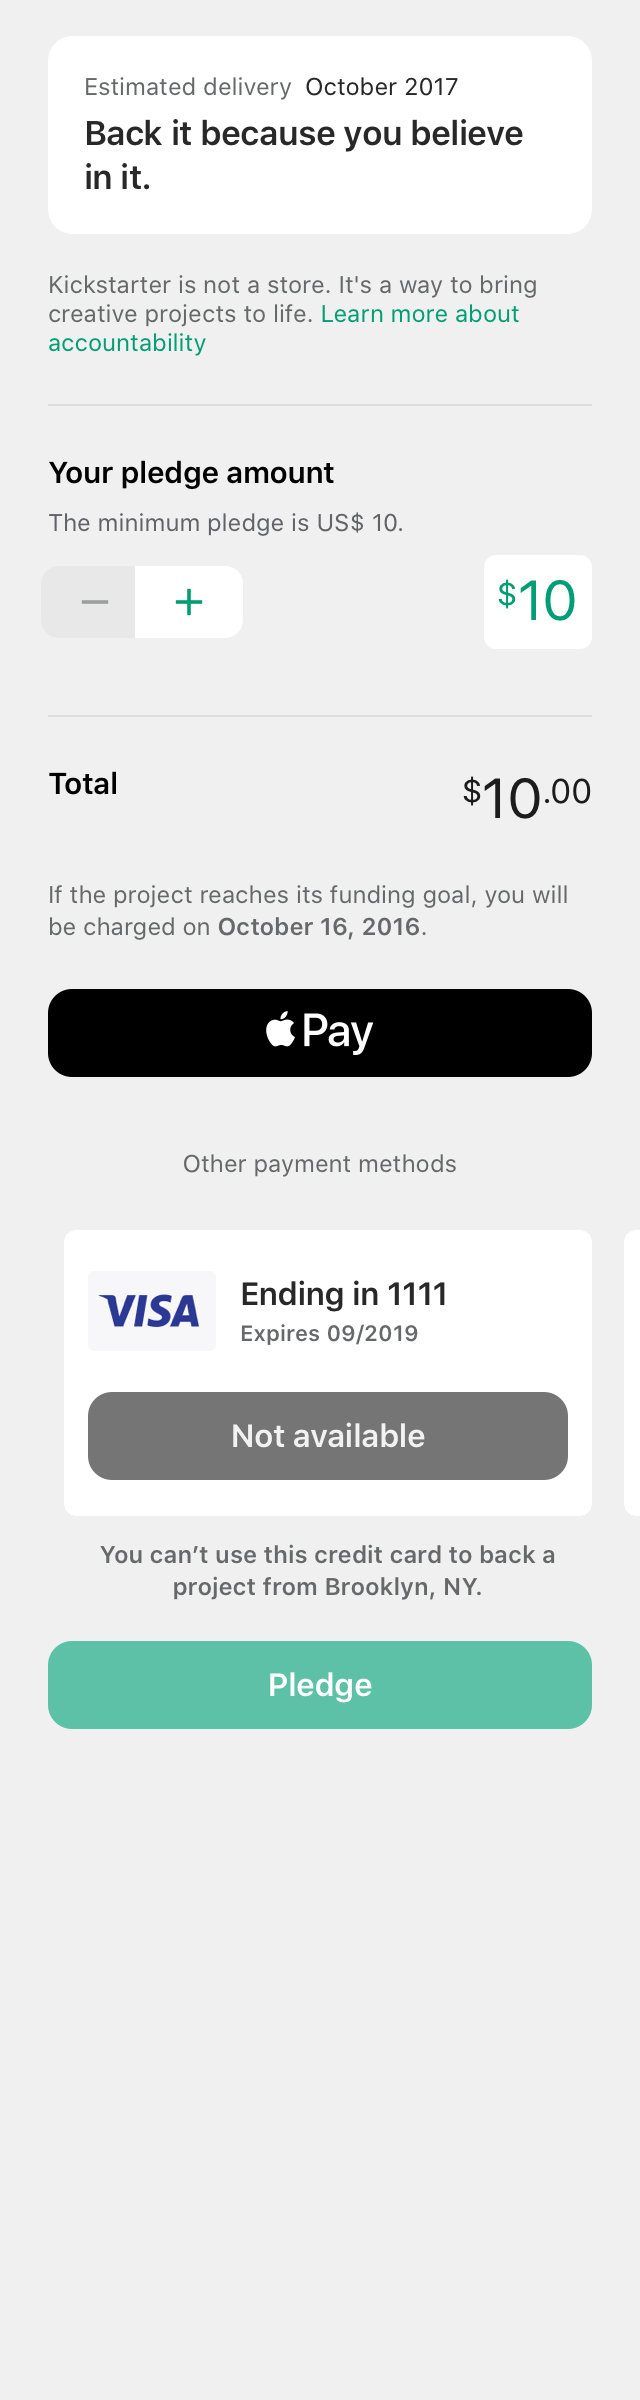 Estimated delivery October 2017
Back it because you believe
in it.
Kickstarter is not a store. It's a way to bring
creative projects to life. Learn more about
accountability
Your pledge amount
The minimum pledge is US$ 10.
$10
Total
$10.00
If the project reaches its funding goal, you will
be charged on October 16, 2016.
Pay
Other payment methods
VISA
Ending in 1111
Expires 09/2019
Not available
You can’t use this credit card to back a
project from Brooklyn, NY.
Pledge